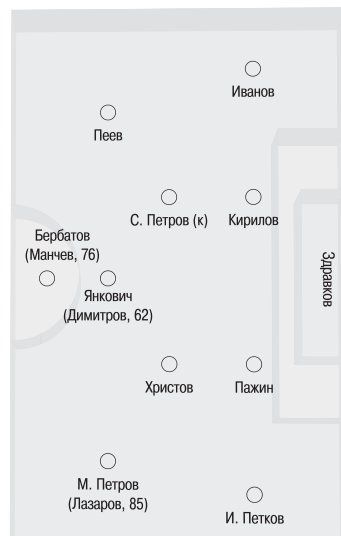 Иванов
Пеев
С. Петров (к)
Кирилов
Бербатов
(Манчев, 76)
Здравков
Янкович
(Димитров, 62)
Христов
Пажин
М. Петров
(Лазаров, 85)
И. Петков